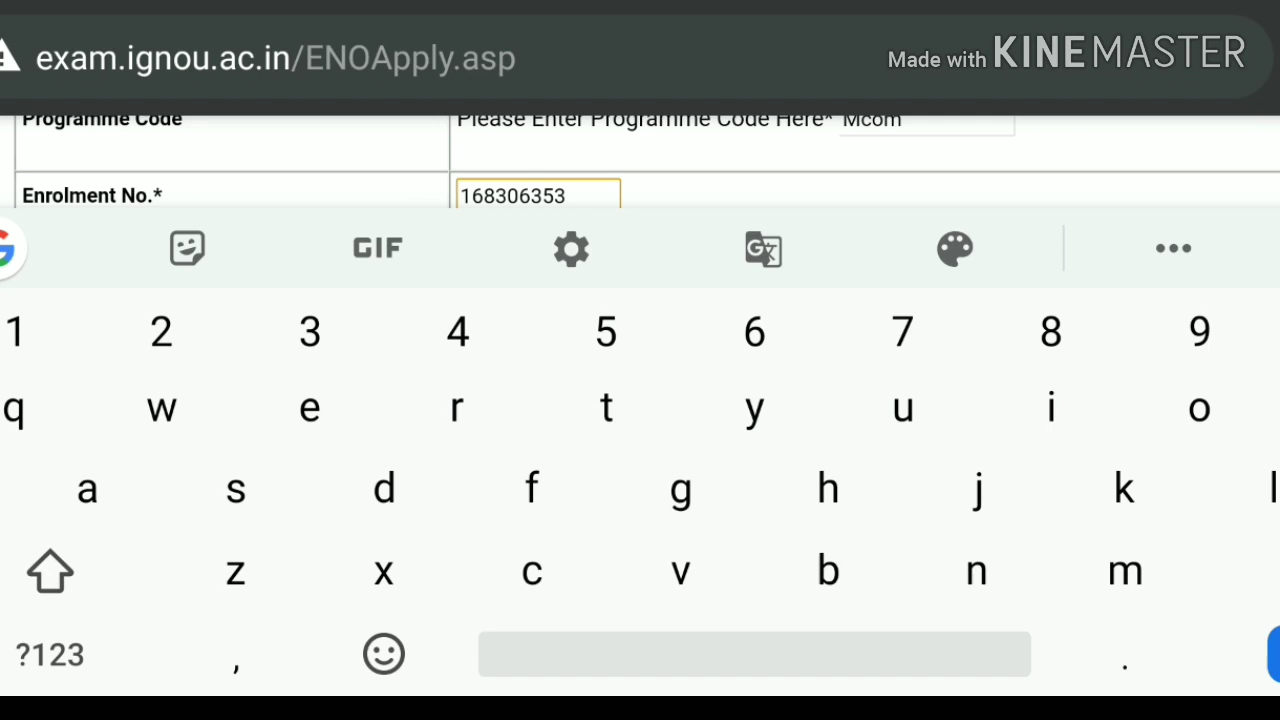 exam.ignou.ac.in/ENOApply.asp
Made with KINEMASTER
Programme Code
Please Enter Programme Code Here* Mcom
Enrolment No.*
168306353
GIF
1 2 3 4 5 6 7 8 9
q w e r t y u i o
a s d f g h j k l
z x c v b n m
?123 , .